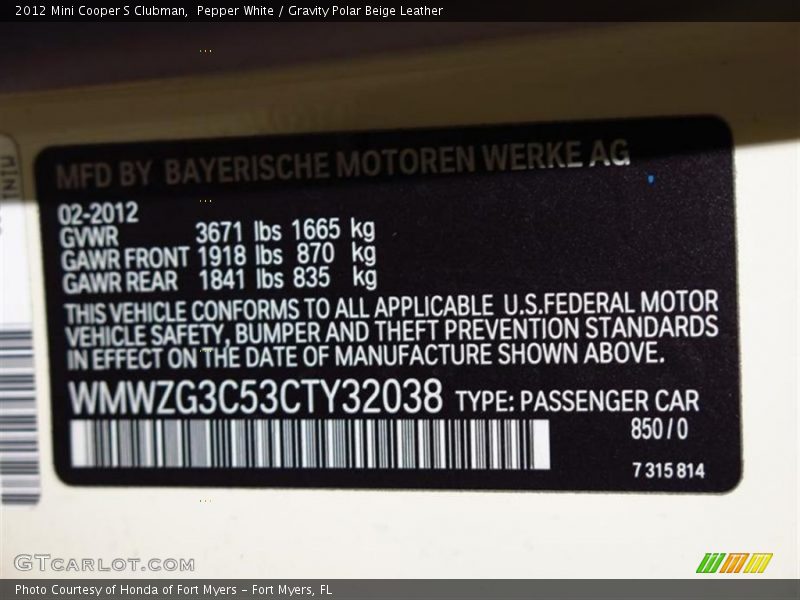 2012 Mini Cooper S Clubman,  Pepper White / Gravity Polar Beige Leather
MFD BY BAYERISCHE MOTOREN WERKE AG
02-2012
GVWR 3671 lbs 1665 kg
GAWR FRONT 1918 lbs 870 kg
GAWR REAR 1841 lbs 835 kg
THIS VEHICLE CONFORMS TO ALL APPLICABLE U.S.FEDERAL MOTOR
VEHICLE SAFETY, BUMPER AND THEFT PREVENTION STANDARDS
IN EFFECT ON THE DATE OF MANUFACTURE SHOWN ABOVE.
WMWZG3C53CTY32038 TYPE: PASSENGER CAR
850 / 0
7 315 814
GTCARLOT.COM
Photo Courtesy of Honda of Fort Myers – Fort Myers, FL